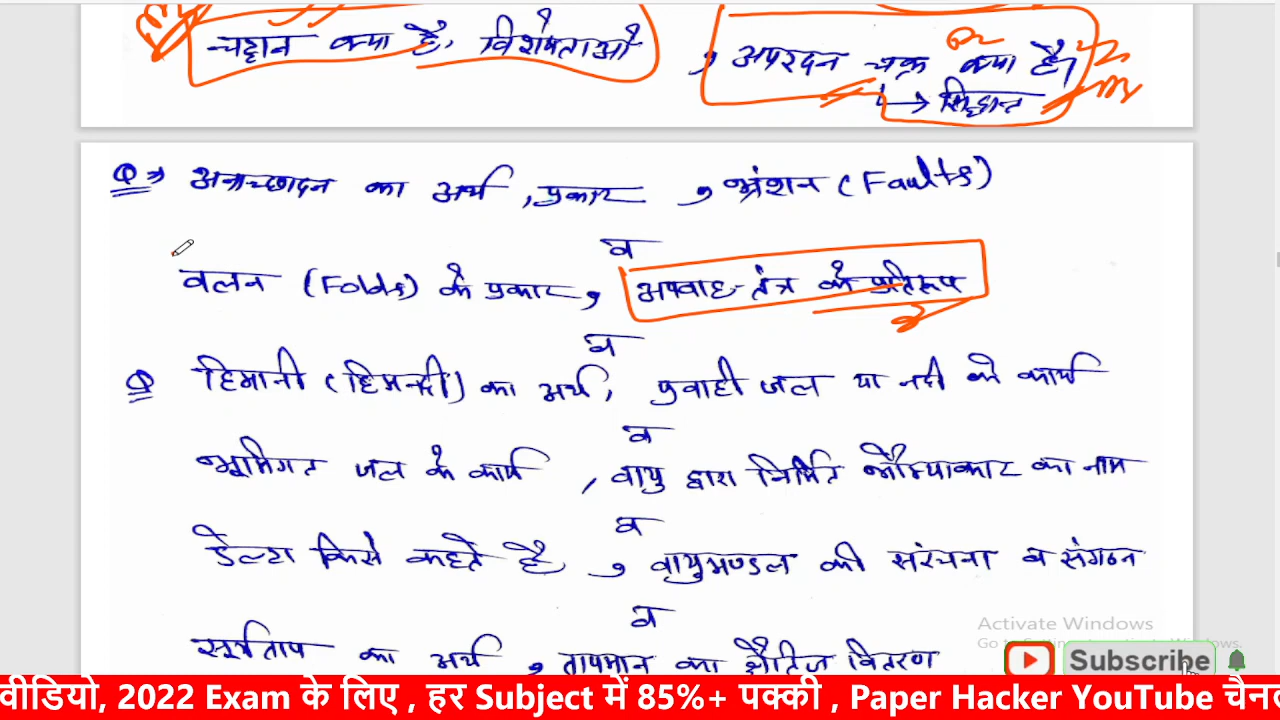 चट्टान क्या है, विशेषताओं , अपरदन चक्र क्या है।
↳ सिद्धान्त
Q⇒ अनाच्छादन का अर्थ, प्रकार , भ्रंशन (Faults)
व
वलन (Folds) के प्रकार, अपवाह-तंत्र के प्रतिरूप
व
Q हिमानी (हिमनदी) का अर्थ, प्रवाही जल या नदी के कार्य
व
भूमिगत जल के कार्य , वायु द्वारा निर्मित भौम्याकार का नाम
व
डेल्टा किसे कहते है , वायुमण्डल की संरचना व संगठन
व
सूर्यताप का अर्थ , तापमान का क्षैतिज वितरण
Activate Windows
Subscribe
वीडियो, 2022 Exam के लिए , हर Subject में 85%+ पक्की , Paper Hacker YouTube चैनल